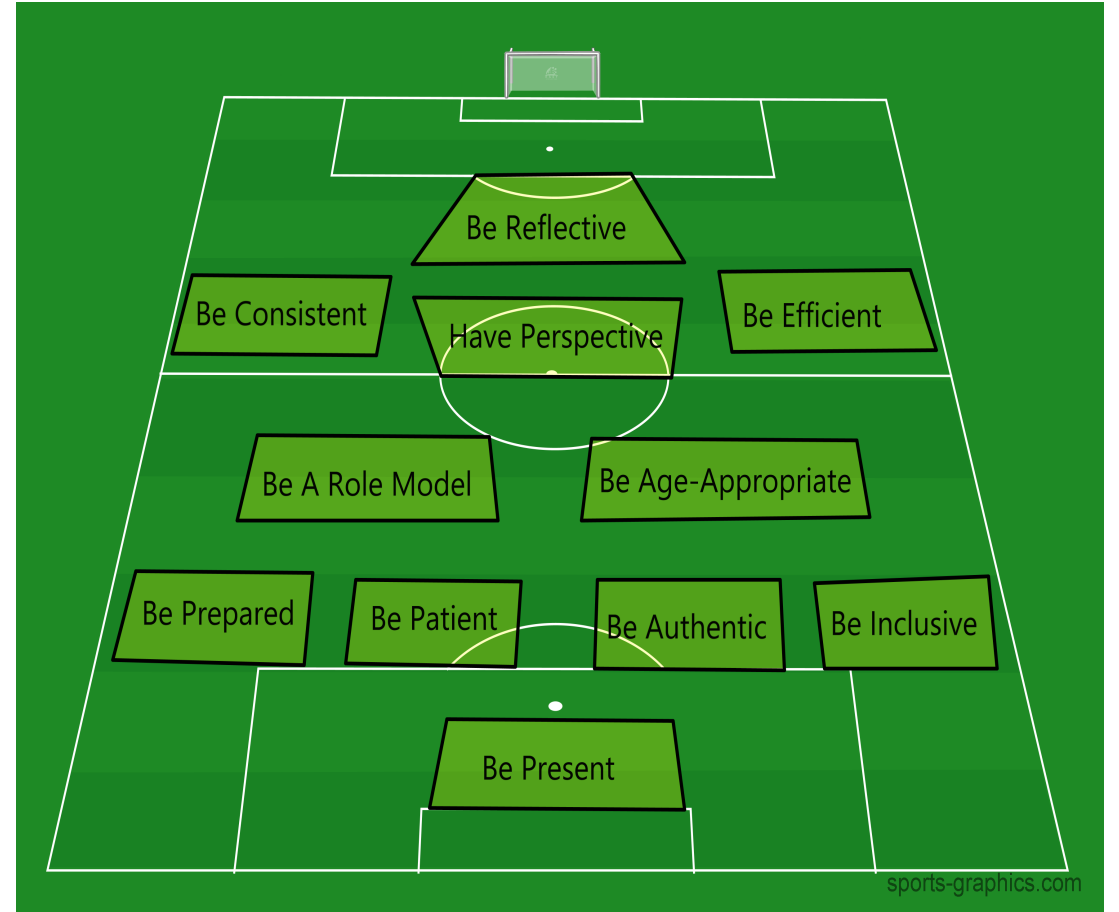 Be Reflective
Be Consistent
Have Perspective
Be Efficient
Be A Role Model
Be Age-Appropriate
Be Prepared
Be Patient
Be Authentic
Be Inclusive
Be Present
sports-graphics.com